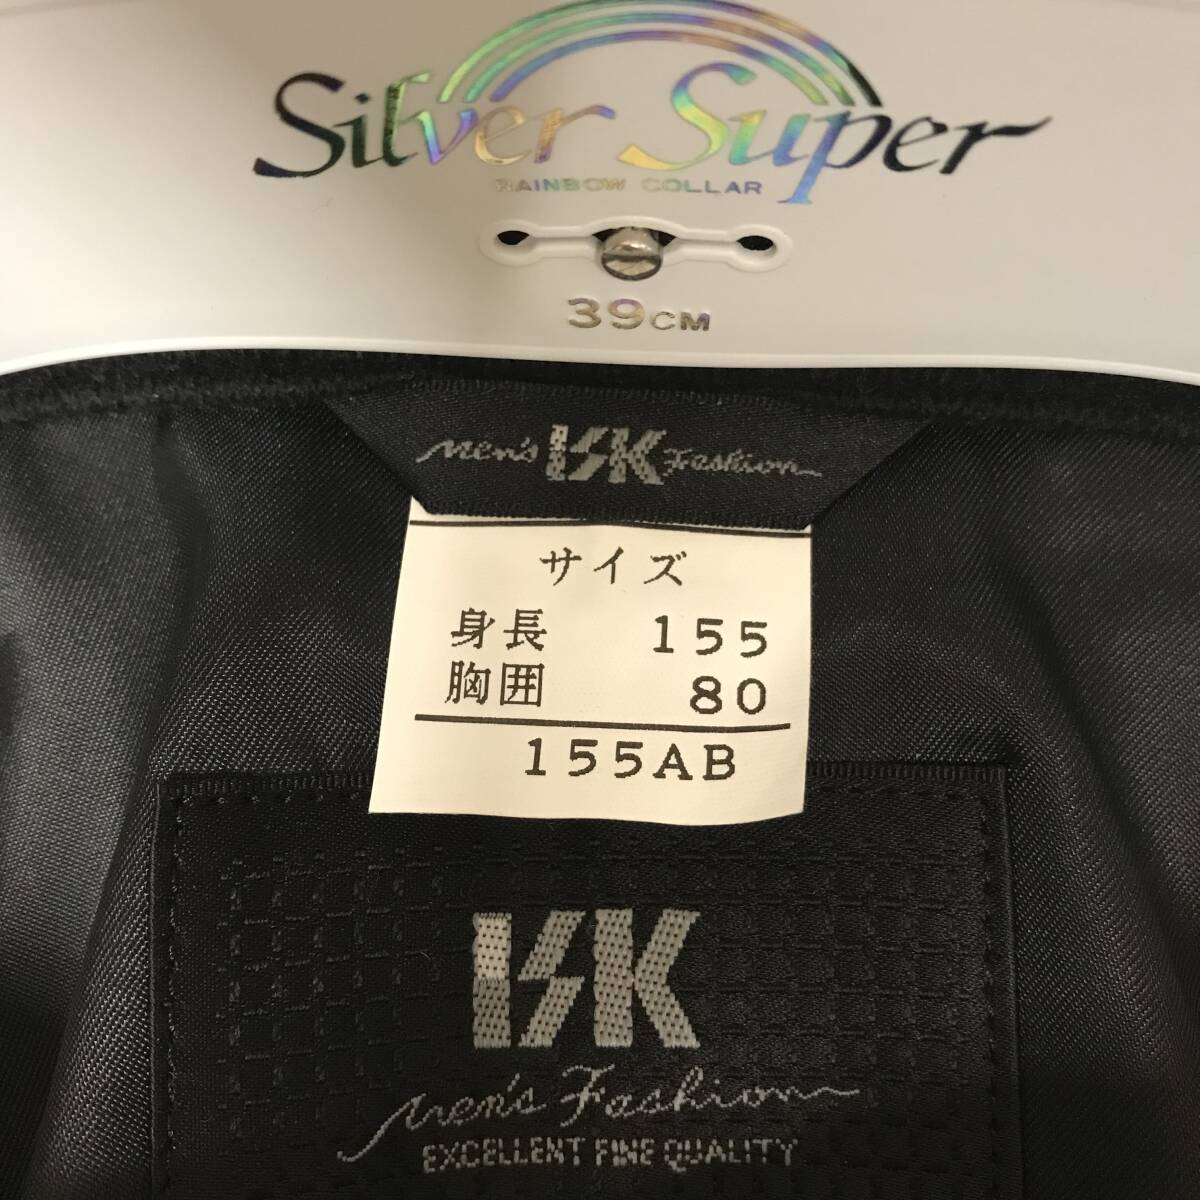 Silver Super
RAINBOW COLLAR
39CM
Men's ISK Fashion
サイズ
身長 155
胸囲 80
155AB
ISK
Men's Fashion
EXCELLENT FINE QUALITY